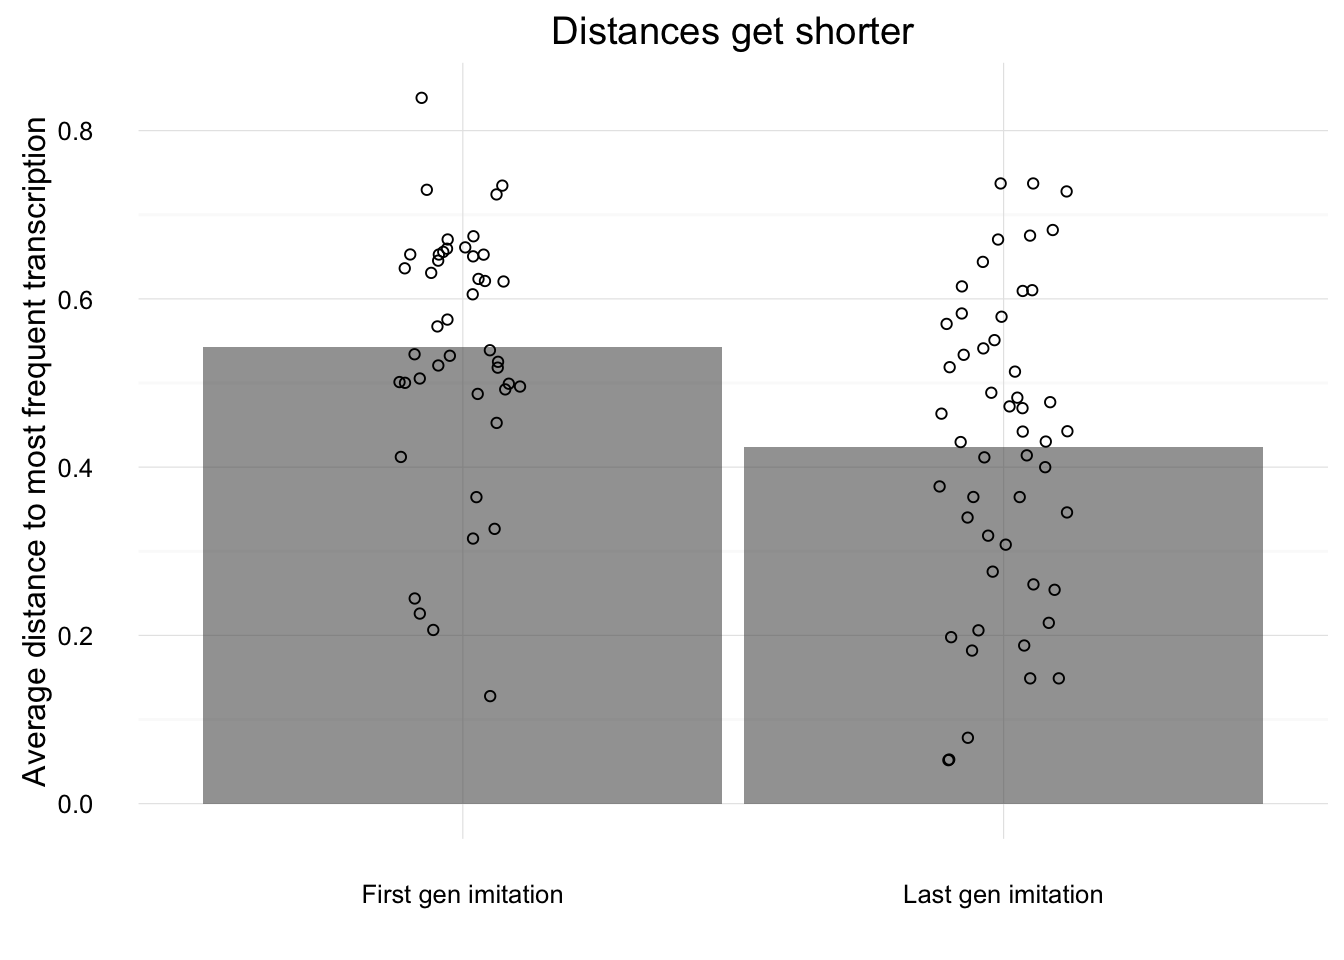 Distances get shorter
Average distance to most frequent transcription
0.8
0.6
0.4
0.2
0.0
First gen imitation
Last gen imitation